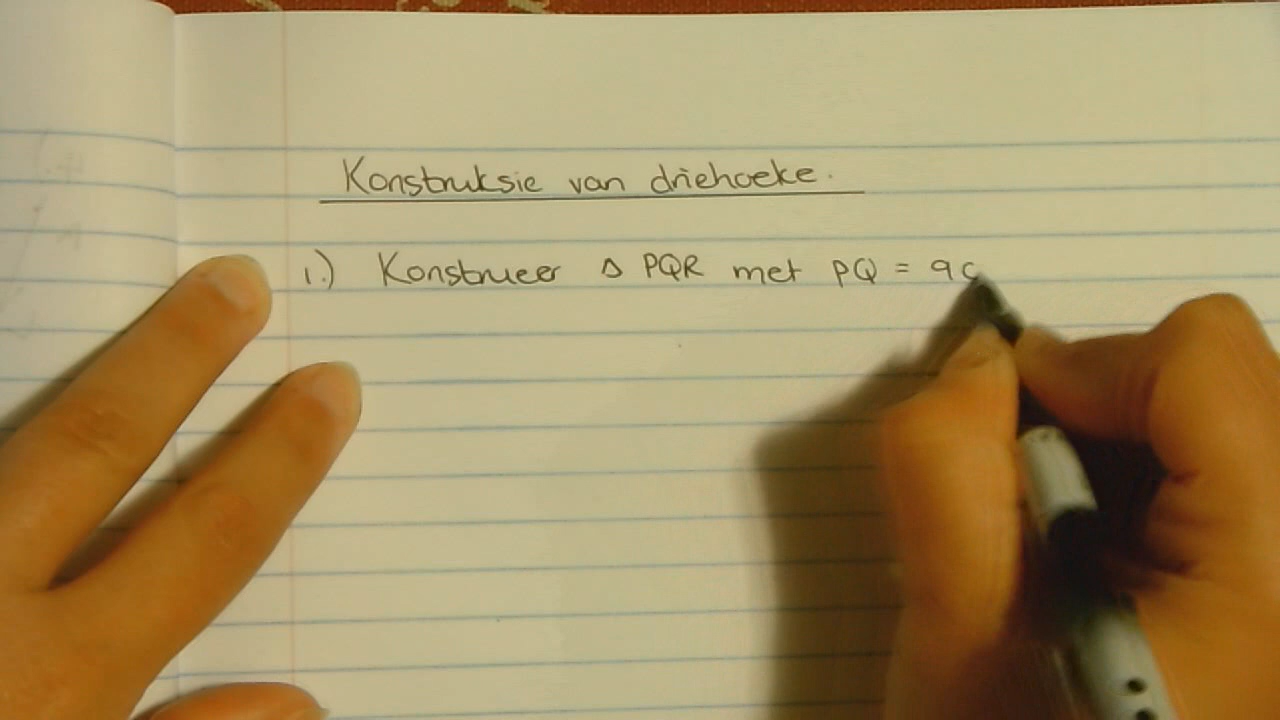 Konstruksie van driehoeke.
1.) Konstrueer Δ PQR met PQ = 9c